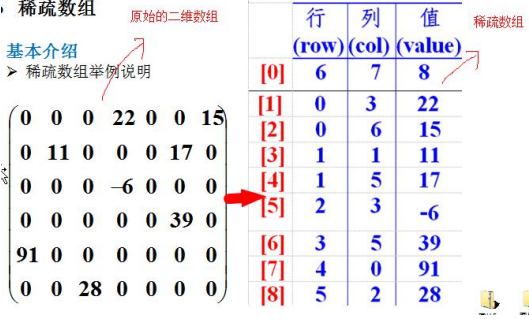 稀疏数组
原始的二维数组
基本介绍
稀疏数组举例说明
0 0 0 22 0 0 15
0 11 0 0 0 17 0
0 0 0 –6 0 0 0
0 0 0 0 0 39 0
91 0 0 0 0 0 0
0 0 28 0 0 0 0
行 列 值
(row) (col) (value)
稀疏数组
[0] 6 7 8
[1] 0 3 22
[2] 0 6 15
[3] 1 1 11
[4] 1 5 17
[5] 2 3 -6
[6] 3 5 39
[7] 4 0 91
[8] 5 2 28